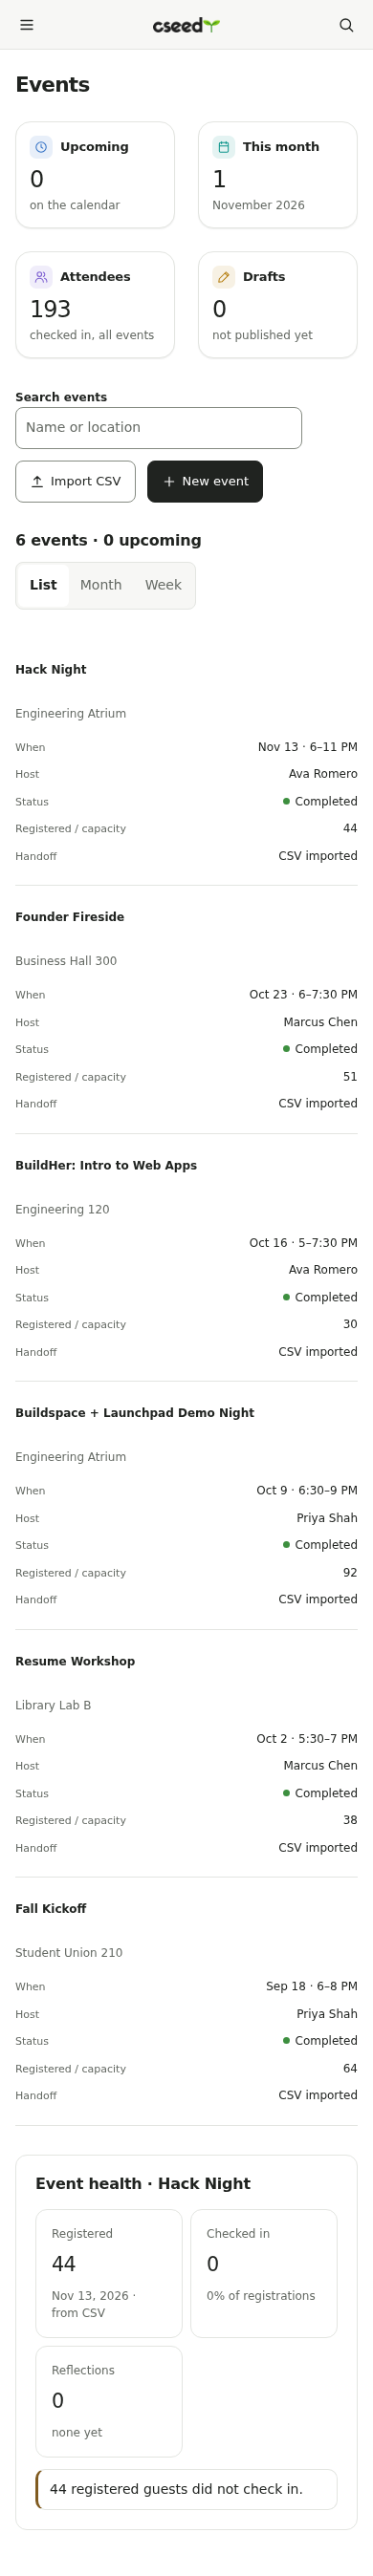 cseed
Events
Upcoming
0
on the calendar
This month
1
November 2026
Attendees
193
checked in, all events
Drafts
0
not published yet
Search events
Name or location
Import CSV
New event
6 events · 0 upcoming
List Month Week
Hack Night
Engineering Atrium
When Nov 13 · 6–11 PM
Host Ava Romero
Status Completed
Registered / capacity 44
Handoff CSV imported
Founder Fireside
Business Hall 300
When Oct 23 · 6–7:30 PM
Host Marcus Chen
Status Completed
Registered / capacity 51
Handoff CSV imported
BuildHer: Intro to Web Apps
Engineering 120
When Oct 16 · 5–7:30 PM
Host Ava Romero
Status Completed
Registered / capacity 30
Handoff CSV imported
Buildspace + Launchpad Demo Night
Engineering Atrium
When Oct 9 · 6:30–9 PM
Host Priya Shah
Status Completed
Registered / capacity 92
Handoff CSV imported
Resume Workshop
Library Lab B
When Oct 2 · 5:30–7 PM
Host Marcus Chen
Status Completed
Registered / capacity 38
Handoff CSV imported
Fall Kickoff
Student Union 210
When Sep 18 · 6–8 PM
Host Priya Shah
Status Completed
Registered / capacity 64
Handoff CSV imported
Event health · Hack Night
Registered
44
Nov 13, 2026 ·
from CSV
Checked in
0
0% of registrations
Reflections
0
none yet
44 registered guests did not check in.